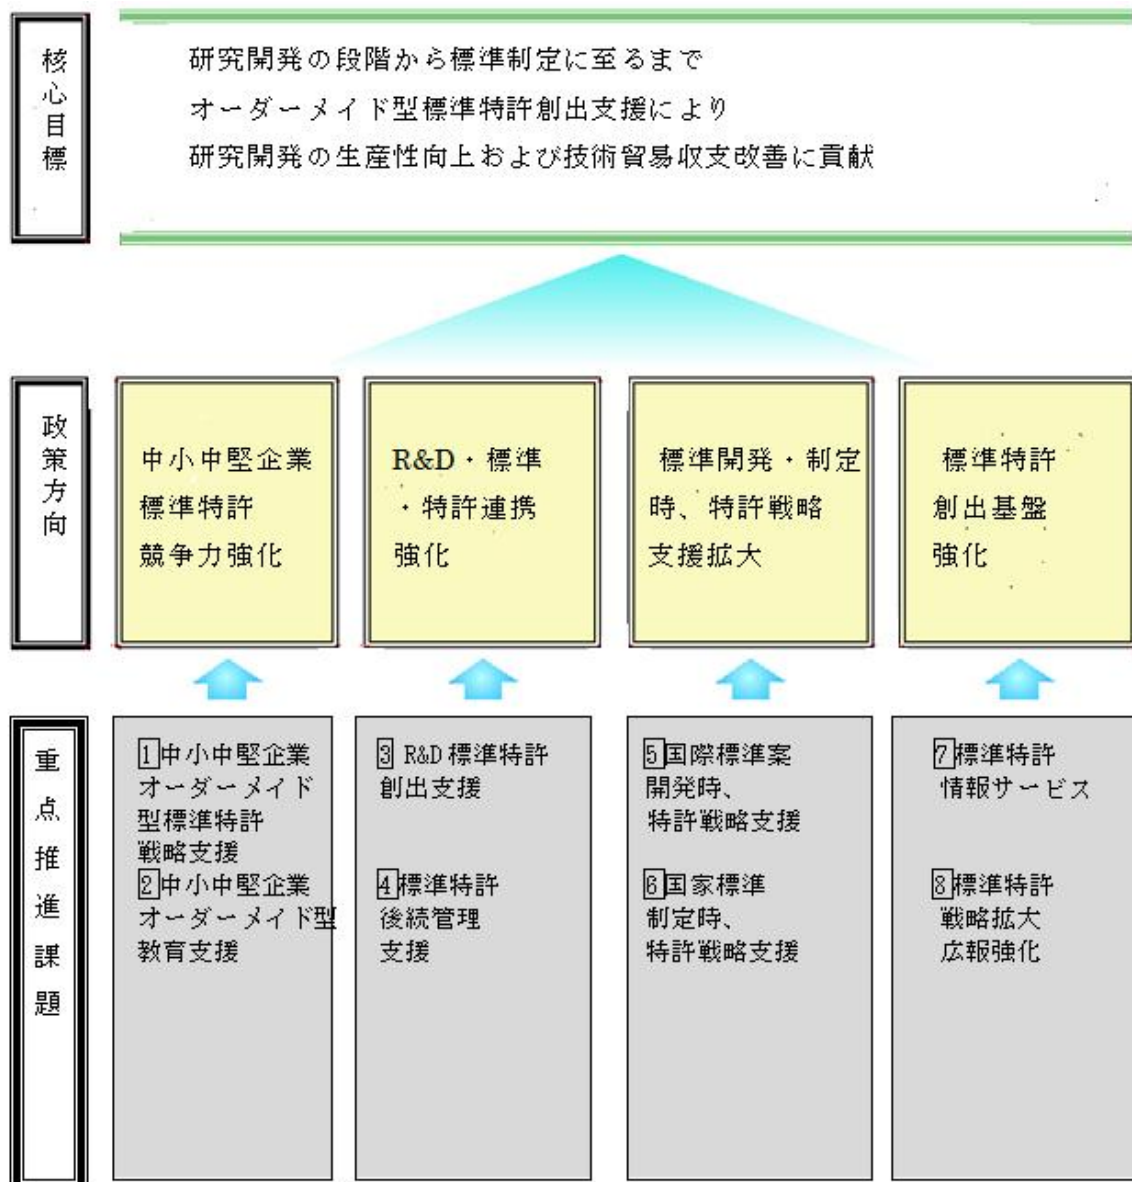 核心目標
研究開発の段階から標準制定に至るまで
オーダーメイド型標準特許創出支援により
研究開発の生産性向上および技術貿易収支改善に貢献
政策方向
中小中堅企業
標準特許
競争力強化
R&D・標準
・特許連携
強化
標準開発・制定
時、特許戦略
支援拡大
標準特許
創出基盤
強化
重点推進課題
1中小中堅企業
オーダーメイド
型標準特許
戦略支援
2中小中堅企業
オーダーメイド型
教育支援
3 R&D標準特許
創出支援
4標準特許
後続管理
支援
5国際標準案
開発時、
特許戦略支援
6国家標準
制定時、
特許戦略支援
7標準特許
情報サービス
8標準特許
戦略拡大
広報強化